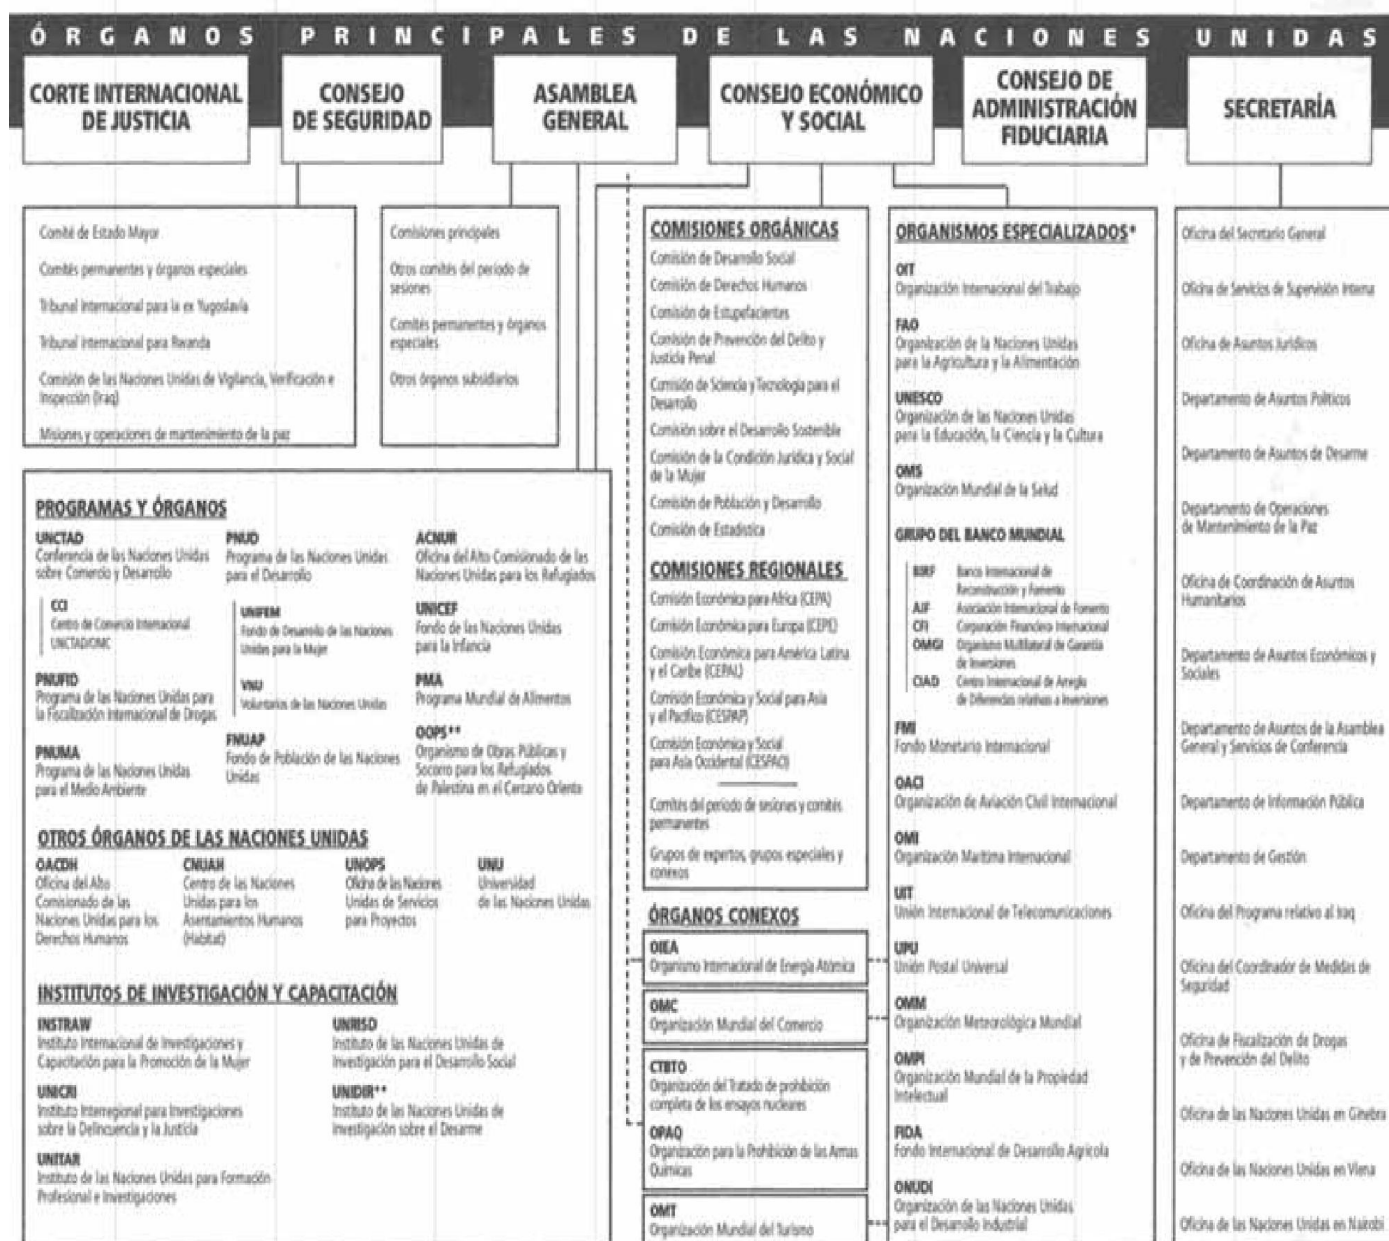 ÓRGANOS PRINCIPALES DE LAS NACIONES UNIDAS
CORTE INTERNACIONAL
DE JUSTICIA
CONSEJO
DE SEGURIDAD
ASAMBLEA
GENERAL
CONSEJO ECONÓMICO
Y SOCIAL
CONSEJO DE
ADMINISTRACIÓN
FIDUCIARIA
SECRETARÍA
Comité de Estado Mayor
Comités permanentes y órganos especiales
Tribunal Internacional para la ex Yugoslavia
Tribunal Internacional para Rwanda
Comisión de las Naciones Unidas de Vigilancia, Verificación e
Inspección (Iraq)
Misiones y operaciones de mantenimiento de la paz
Comisiones principales
Otros comités del período de
sesiones
Comités permanentes y órganos
especiales
Otros órganos subsidiarios
PROGRAMAS Y ÓRGANOS
UNCTAD
Conferencia de las Naciones Unidas
sobre Comercio y Desarrollo
CCI
Centro de Comercio Internacional
UNCTAD/OMC
PNUFID
Programa de las Naciones Unidas para
la Fiscalización Internacional de Drogas
PNUMA
Programa de las Naciones Unidas
para el Medio Ambiente
PNUD
Programa de las Naciones Unidas
para el Desarrollo
UNIFEM
Fondo de Desarrollo de las Naciones
Unidas para la Mujer
VNU
Voluntarios de las Naciones Unidas
FNUAP
Fondo de Población de las Naciones
Unidas
ACNUR
Oficina del Alto Comisionado de las
Naciones Unidas para los Refugiados
UNICEF
Fondo de las Naciones Unidas
para la Infancia
PMA
Programa Mundial de Alimentos
OOPS**
Organismo de Obras Públicas y
Socorro para los Refugiados
de Palestina en el Cercano Oriente
OTROS ÓRGANOS DE LAS NACIONES UNIDAS
OACDH
Oficina del Alto
Comisionado de las
Naciones Unidas para los
Derechos Humanos
CNUAH
Centro de las Naciones
Unidas para los
Asentamientos Humanos
(Habitat)
UNOPS
Oficina de las Naciones
Unidas de Servicios
para Proyectos
UNU
Universidad
de las Naciones Unidas
INSTITUTOS DE INVESTIGACIÓN Y CAPACITACIÓN
INSTRAW
Instituto Internacional de Investigaciones y
Capacitación para la Promoción de la Mujer
UNICRI
Instituto Interregional para Investigaciones
sobre la Delincuencia y la Justicia
UNITAR
Instituto de las Naciones Unidas para Formación
Profesional e Investigaciones
UNRISD
Instituto de las Naciones Unidas de
Investigación para el Desarrollo Social
UNIDIR**
Instituto de las Naciones Unidas de
Investigación sobre el Desarme
COMISIONES ORGÁNICAS
Comisión de Desarrollo Social
Comisión de Derechos Humanos
Comisión de Estupefacientes
Comisión de Prevención del Delito y
Justicia Penal
Comisión de Sciencia y Tecnología para el
Desarrollo
Comisión sobre el Desarrollo Sostenible
Comisión de la Condición Jurídica y Social
de la Mujer
Comisión de Población y Desarrollo
Comisión de Estadística
COMISIONES REGIONALES
Comisión Económica para Africa (CEPA)
Comisión Económica para Europa (CEPE)
Comisión Económica para América Latina
y el Caribe (CEPAL)
Comisión Económica y Social para Asia
y el Pacífico (CESPAP)
Comisión Económica y Social
para Asia Occidental (CESPAO)
Comités del período de sesiones y comités
permanentes
Grupos de expertos, grupos especiales y
conexos
ÓRGANOS CONEXOS
OIEA
Organismo Internacional de Energía Atómica
OMC
Organización Mundial del Comercio
CTBTO
Organización del Tratado de prohibición
completa de los ensayos nucleares
OPAQ
Organización para la Prohibición de las Armas
Químicas
OMT
Organización Mundial del Turismo
ORGANISMOS ESPECIALIZADOS*
OIT
Organización Internacional del Trabajo
FAO
Organización de la Naciones Unidas
para la Agricultura y la Alimentación
UNESCO
Organización de las Naciones Unidas
para la Educación, la Ciencia y la Cultura
OMS
Organización Mundial de la Salud
GRUPO DEL BANCO MUNDIAL
BIRF Banco Internacional de
Reconstrucción y Fomento
AIF Asociación Internacional de Fomento
CFI Corporación Financiera Internacional
OMGI Organismo Multilateral de Garantía
de Inversiones
CIAD Centro Internacional de Arreglo
de Diferencias relativas a Inversiones
FMI
Fondo Monetario Internacional
OACI
Organización de Aviación Civil Internacional
OMI
Organización Marítima Internacional
UIT
Unión Internacional de Telecomunicaciones
UPU
Unión Postal Universal
OMM
Organización Meteorológica Mundial
OMPI
Organización Mundial de la Propiedad
Intelectual
FIDA
Fondo Internacional de Desarrollo Agrícola
ONUDI
Organización de las Naciones Unidas
para el Desarrollo Industrial
Oficina del Secretario General
Oficina de Servicios de Supervisión Interna
Oficina de Asuntos Jurídicos
Departamento de Asuntos Políticos
Departamento de Asuntos de Desarme
Departamento de Operaciones
de Mantenimiento de la Paz
Oficina de Coordinación de Asuntos
Humanitarios
Departamento de Asuntos Económicos y
Sociales
Departamento de Asuntos de la Asamblea
General y Servicios de Conferencia
Departamento de Información Pública
Departamento de Gestión
Oficina del Programa relativo al Iraq
Oficina del Coordinador de Medidas de
Seguridad
Oficina de Fiscalización de Drogas
y de Prevención del Delito
Oficina de las Naciones Unidas en Ginebra
Oficina de las Naciones Unidas en Viena
Oficina de las Naciones Unidas en Nairobi